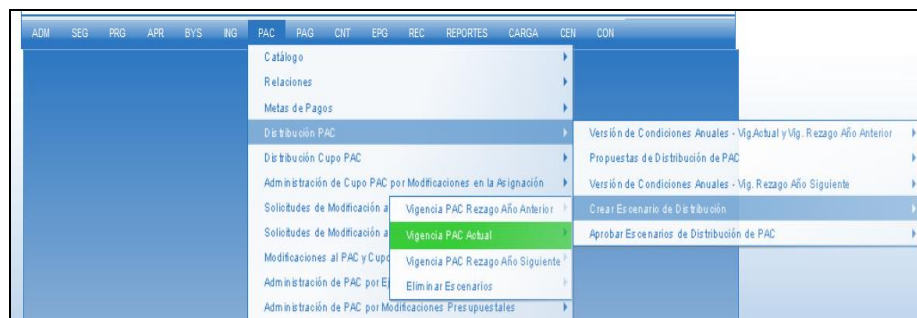 ADM SEG PRG APR BYS ING PAC PAG CNT EPG REC REPORTES CARGA CEN CON
Catálogo
Relaciones
Metas de Pagos
Distribución PAC
Distribución Cupo PAC
Administración de Cupo PAC por Modificaciones en la Asignación
Solicitudes de Modificación a
Solicitudes de Modificación a
Modificaciones al PAC y Cupo
Administración de PAC por Ej
Administración de PAC por Modificaciones Presupuestales
Versión de Condiciones Anuales - Vig.Actual y Vig. Rezago Año Anterior
Propuestas de Distribución de PAC
Versión de Condiciones Anuales - Vig. Rezago Año Siguiente
Crear Escenario de Distribución
Aprobar Escenarios de Distribución de PAC
Vigencia PAC Rezago Año Anterior
Vigencia PAC Actual
Vigencia PAC Rezago Año Siguiente
Eliminar Escenarios